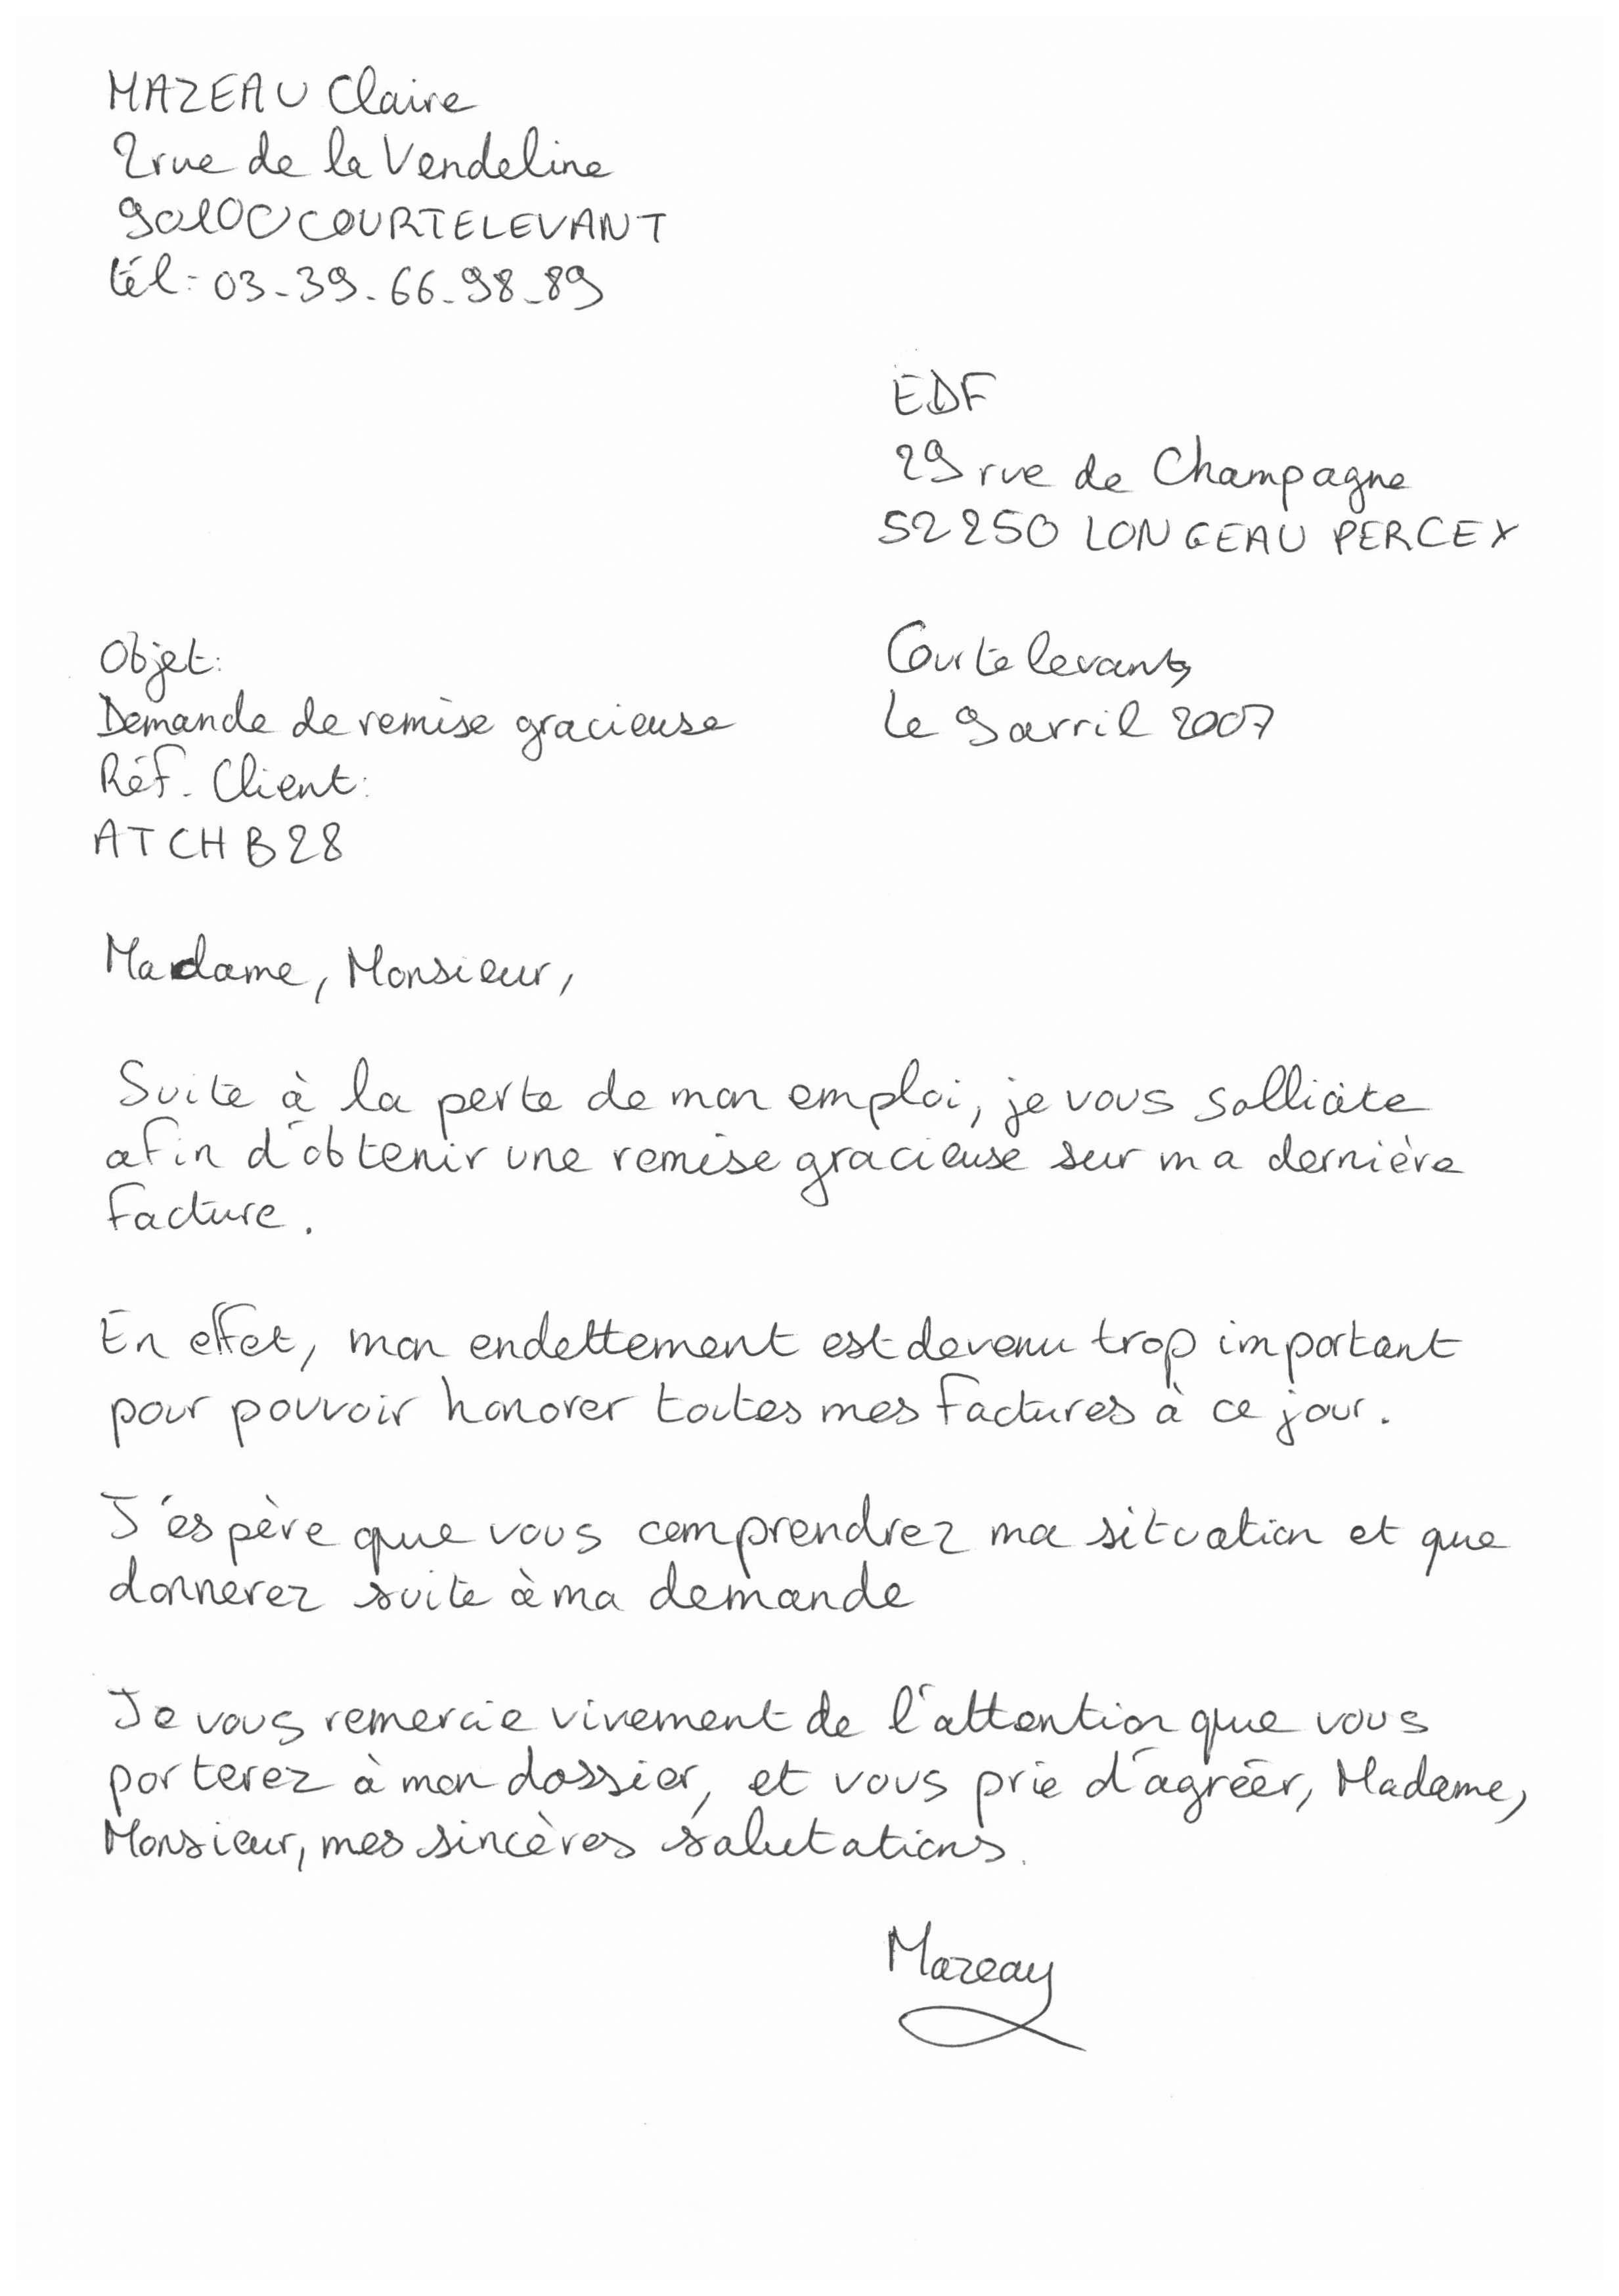 MAZEAU Claire
2 rue de la Vendeline
90100 COURTELEVANT
tél: 03-39-66-98-89
EDF
29 rue de Champagne
52250 LONGEAU PERCEY
Objet:
Demande de remise gracieuse
Réf. Client:
ATCHB28
Courtelevant,
Le 9 avril 2007
Madame, Monsieur,
Suite à la perte de mon emploi, je vous sollicite
afin d'obtenir une remise gracieuse sur ma dernière
facture.
En effet, mon endettement est devenu trop important
pour pouvoir honorer toutes mes factures à ce jour.
J'espère que vous comprendrez ma situation et que
donnerez suite à ma demande
Je vous remercie vivement de l'attention que vous
porterez à mon dossier, et vous prie d'agréer, Madame,
Monsieur, mes sincères salutations.
Mazeau